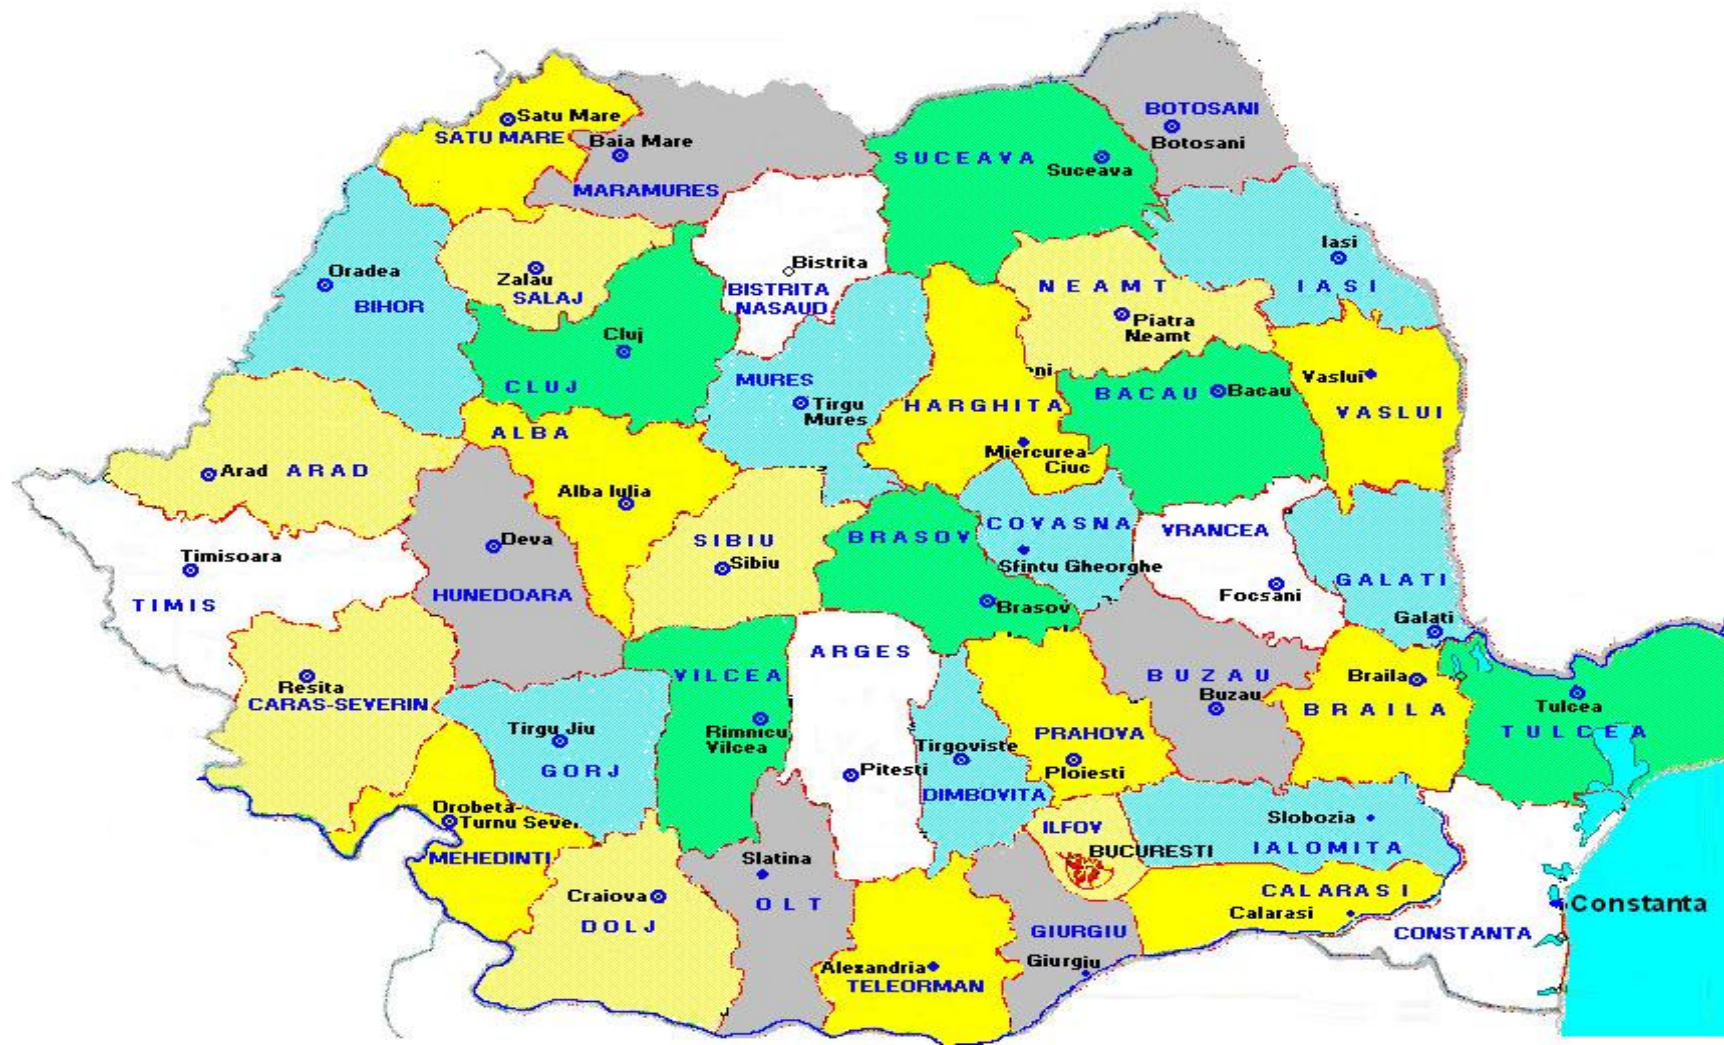 BOTOSANI
Botosani
Satu Mare
SATU MARE
Baia Mare
MARAMURES
SUCEAVA
Suceava
Iasi
IASI
Oradea
BIHOR
Zalau
SALAJ
Bistrita
BISTRITA
NASAUD
NEAMT
Piatra
Neamt
Cluj
CLUJ
MURES
Tirgu
Mures
ni
HARGHITA
Miercurea-
Ciuc
BACAU
Bacau
Vaslui
VASLUI
ALBA
Alba Iulia
Arad
ARAD
Deva
HUNEDOARA
SIBIU
Sibiu
BRASOV
Brasov
COVASNA
Sfintu Gheorghe
VRANCEA
Focsani
GALATI
Galati
Timisoara
TIMIS
Resita
CARAS-SEVERIN
Tirgu Jiu
GORJ
VILCEA
Rimnicu
Vilcea
ARGES
Pitesti
Tirgoviste
DIMBOVITA
PRAHOVA
Ploiesti
BUZAU
Buzau
Braila
BRAILA
Tulcea
TULCEA
Orobeta-
Turnu Sever
MEHEDINTI
Craiova
DOLJ
Slatina
OLT
Alexandria
TELEORMAN
GIURGIU
Giurgiu
ILFOV
BUCURESTI
Slobozia
IALOMITA
CALARASI
Calarasi
Constanta
CONSTANTA